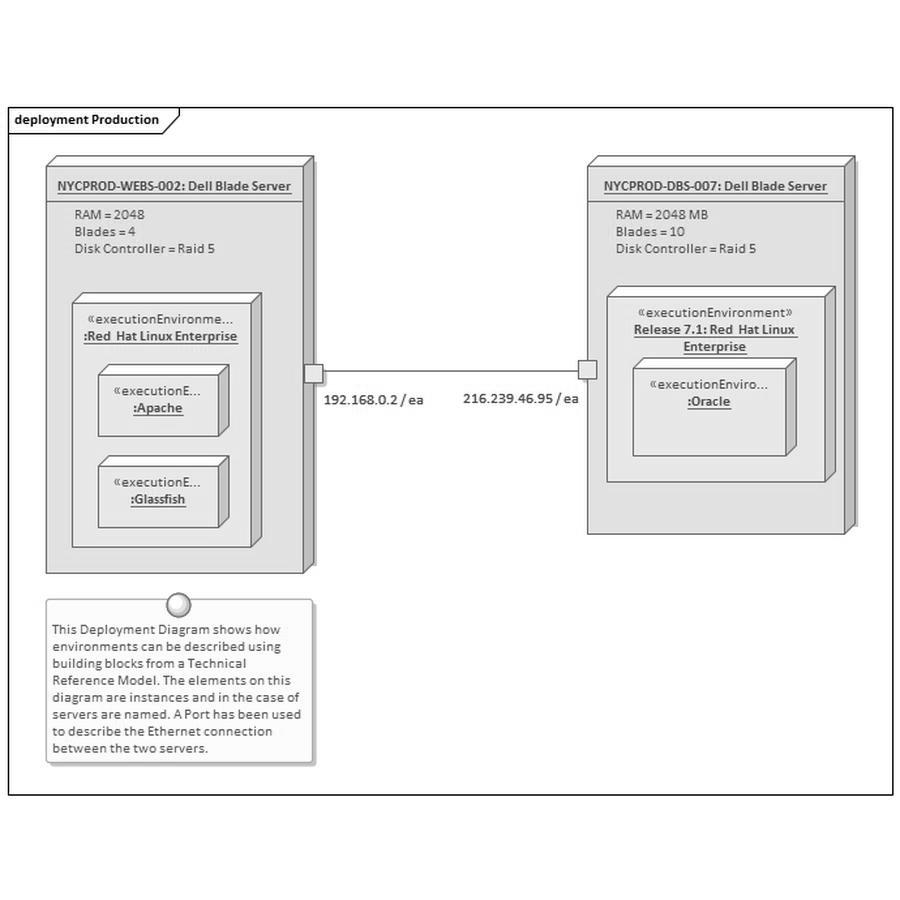 deployment Production
NYCPROD-WEBS-002: Dell Blade Server
RAM = 2048
Blades = 4
Disk Controller = Raid 5
«executionEnvironme...
:Red Hat Linux Enterprise
«executionE...
:Apache
«executionE...
:Glassfish
192.168.0.2 / ea
216.239.46.95 / ea
NYCPROD-DBS-007: Dell Blade Server
RAM = 2048 MB
Blades = 10
Disk Controller = Raid 5
«executionEnvironment»
Release 7.1: Red Hat Linux
Enterprise
«executionEnviro...
:Oracle
This Deployment Diagram shows how
environments can be described using
building blocks from a Technical
Reference Model. The elements on this
diagram are instances and in the case of
servers are named. A Port has been used
to describe the Ethernet connection
between the two servers.